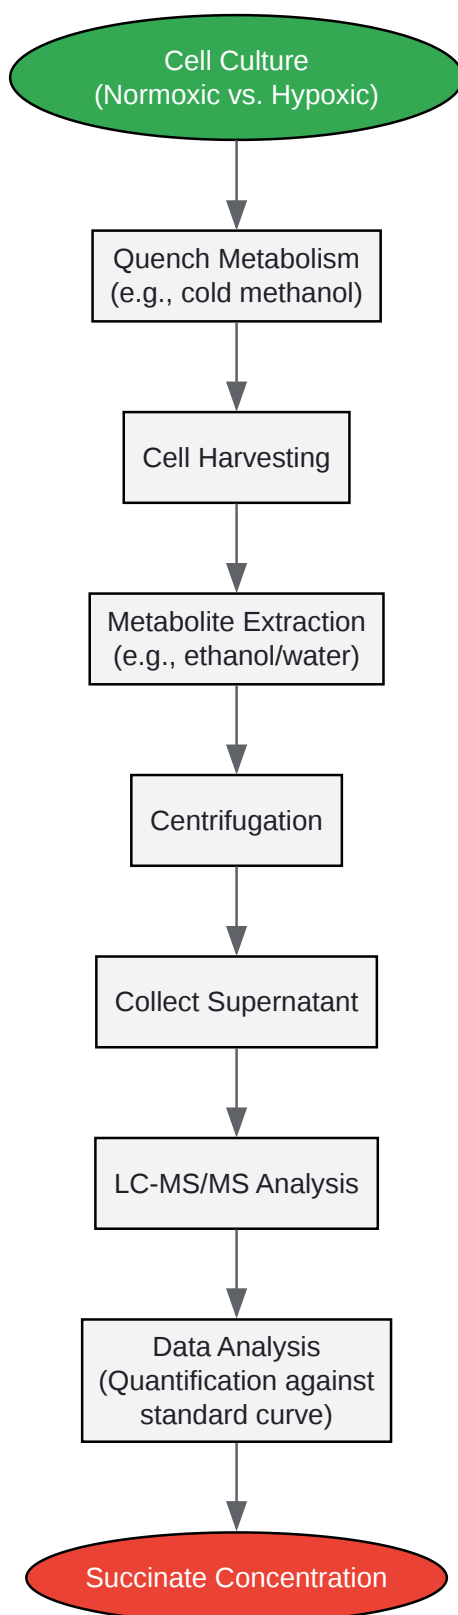 Cell Culture
(Normoxic vs. Hypoxic)
Quench Metabolism
(e.g., cold methanol)
Cell Harvesting
Metabolite Extraction
(e.g., ethanol/water)
Centrifugation
Collect Supernatant
LC-MS/MS Analysis
Data Analysis
(Quantification against
standard curve)
Succinate Concentration